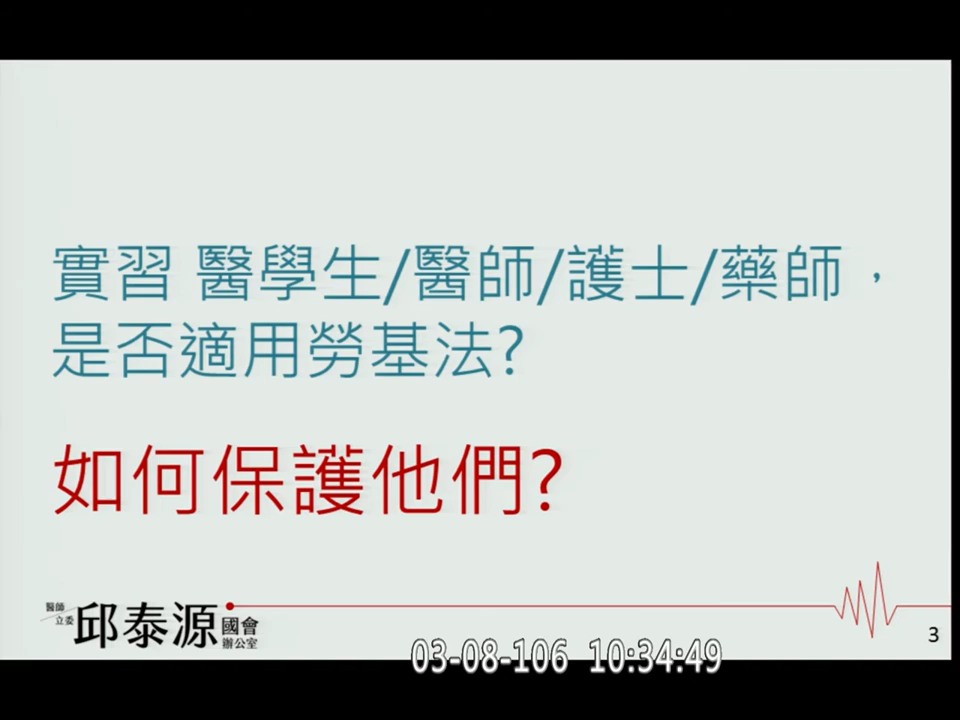 實習 醫學生/醫師/護士/藥師，
是否適用勞基法?
如何保護他們?
醫師
立委
邱泰源
國會
辦公室
3
03-08-106 10:34:49